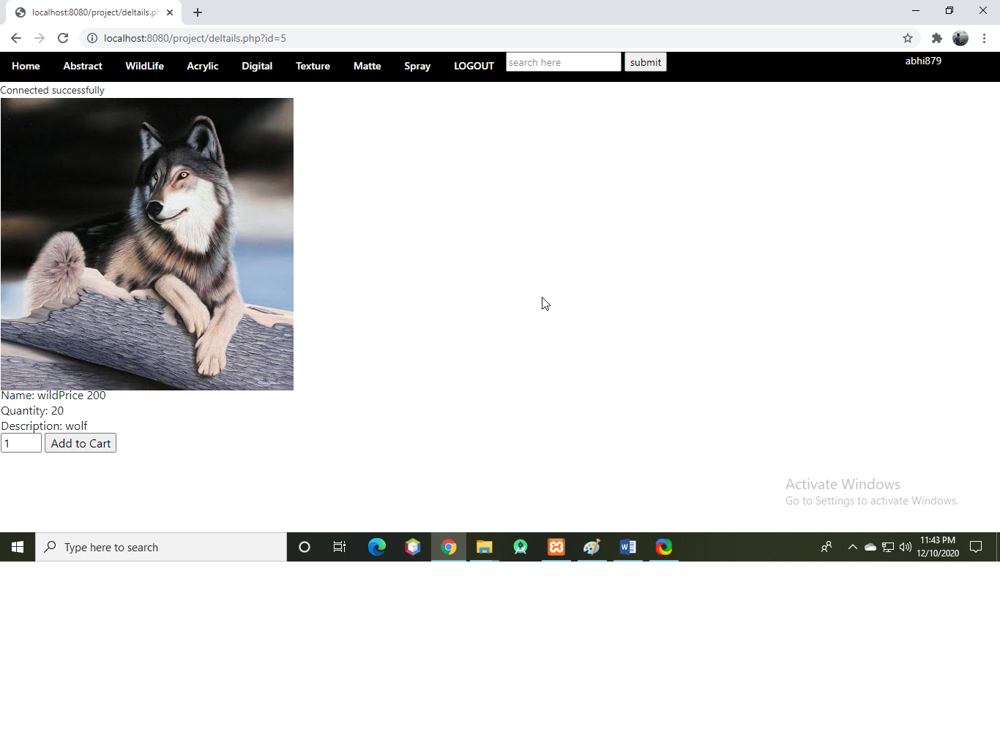 localhost:8080/project/deltails.ph
localhost:8080/project/deltails.php?id=5
Home Abstract WildLife Acrylic Digital Texture Matte Spray LOGOUT search here submit abhi879
Connected successfully
Name: wildPrice 200
Quantity: 20
Description: wolf
1 Add to Cart
Activate Windows
Go to Settings to activate Windows.
Type here to search
11:43 PM
12/10/2020